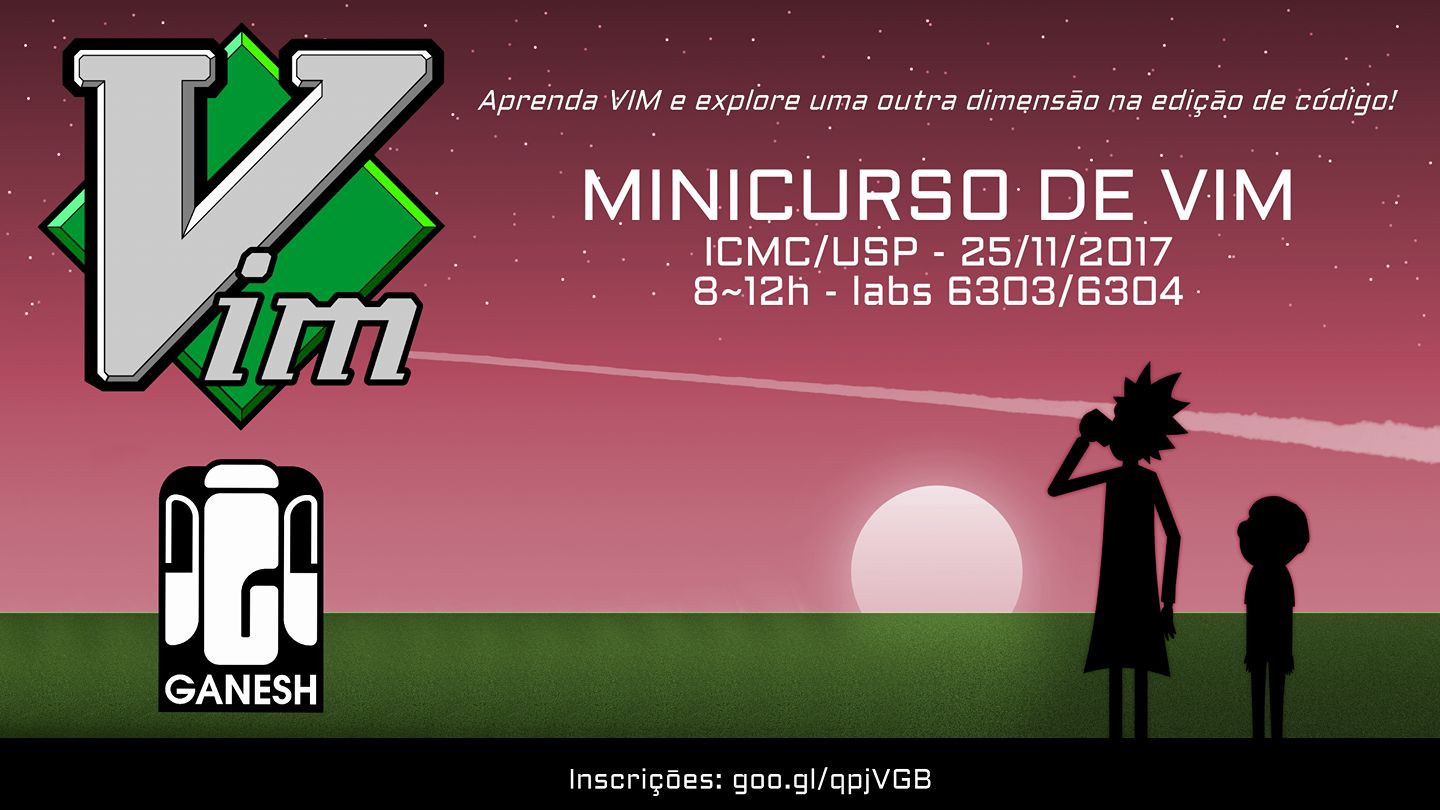 Vim
Aprenda VIM e explore uma outra dimensão na edição de código!
MINICURSO DE VIM
ICMC/USP - 25/11/2017
8~12h - labs 6303/6304
G
GANESH
Inscrições: goo.gl/qpjVGB